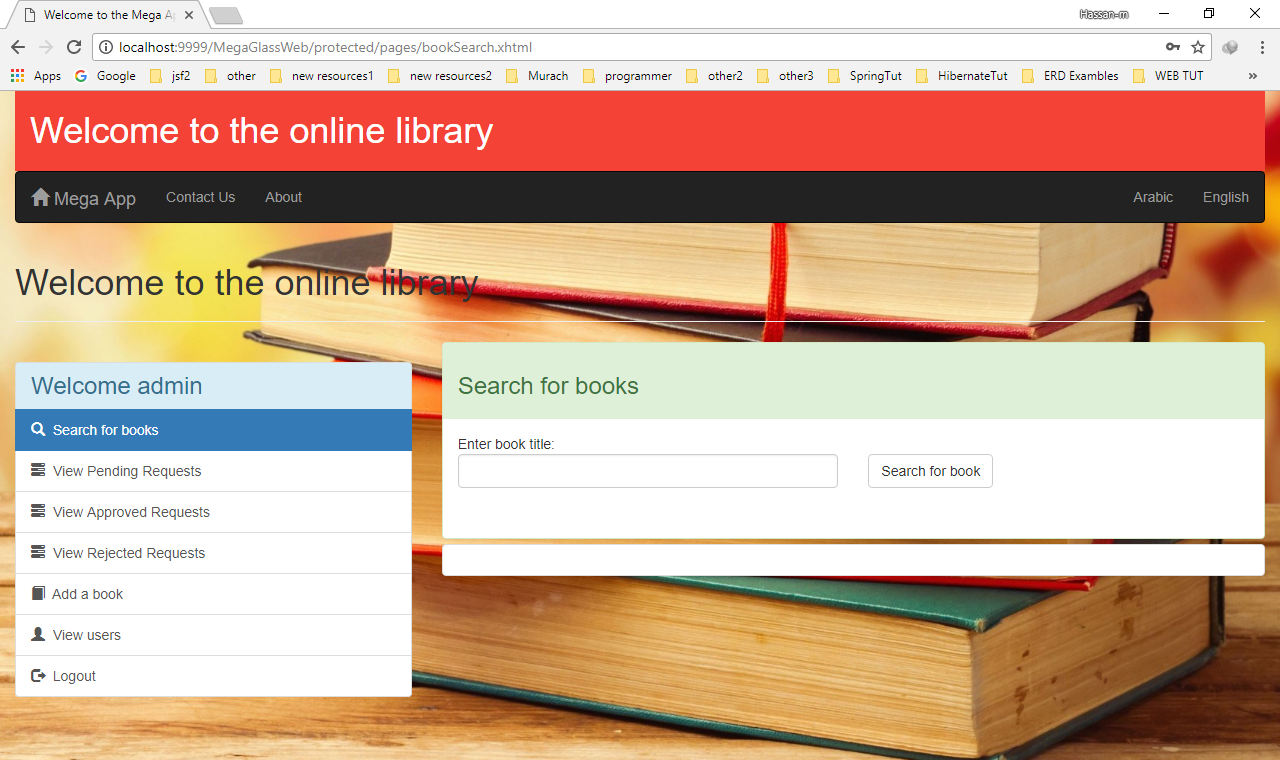 Welcome to the Mega A
Hassan-m
localhost:9999/MegaGlassWeb/protected/pages/bookSearch.xhtml
Apps Google jsf2 other new resources1 new resources2 Murach programmer other2 other3 SpringTut HibernateTut ERD Exambles WEB TUT »
Welcome to the online library
Mega App Contact Us About Arabic English
Welcome to the online library
Welcome admin
Search for books
View Pending Requests
View Approved Requests
View Rejected Requests
Add a book
View users
Logout
Search for books
Enter book title:
Search for book